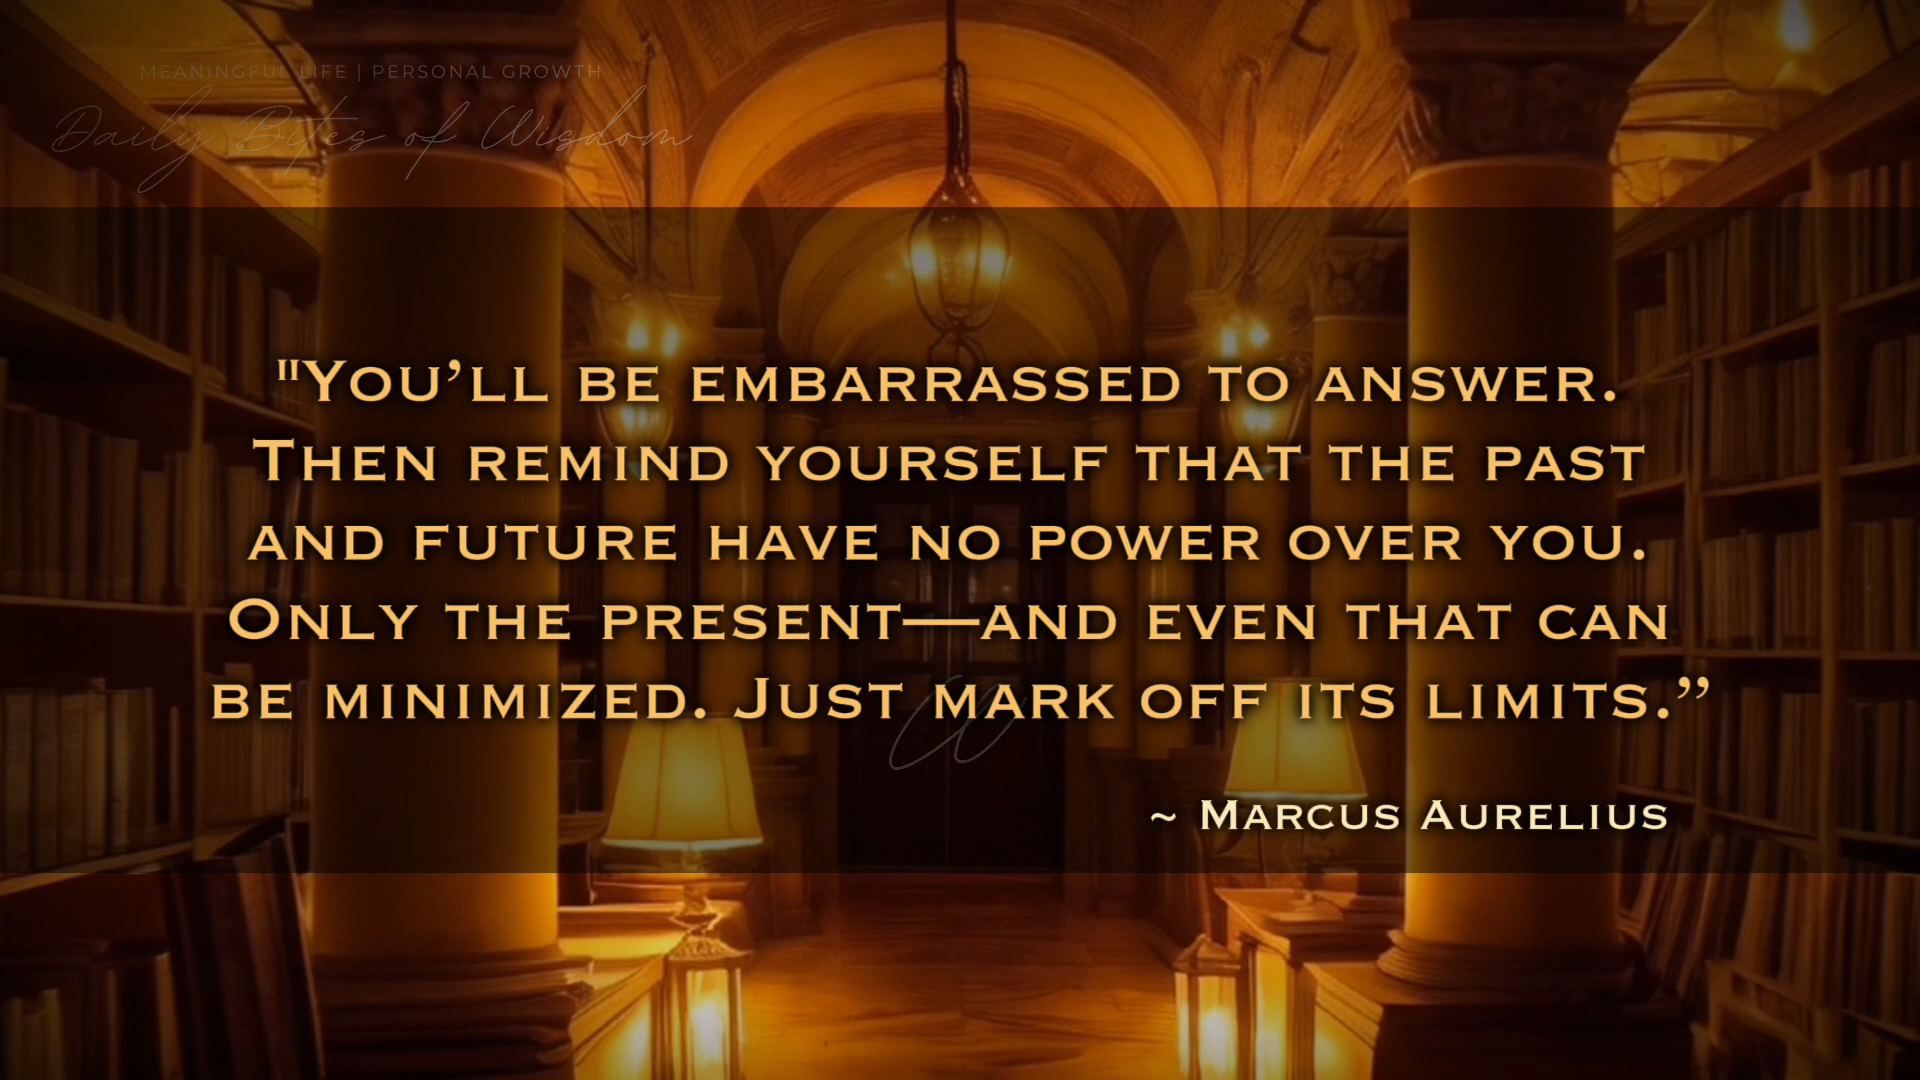 MEANINGFUL LIFE | PERSONAL GROWTH
Daily Bites of Wisdom
"You’ll be embarrassed to answer.
Then remind yourself that the past
and future have no power over you.
Only the present—and even that can
be minimized. Just mark off its limits.”
W
~ Marcus Aurelius